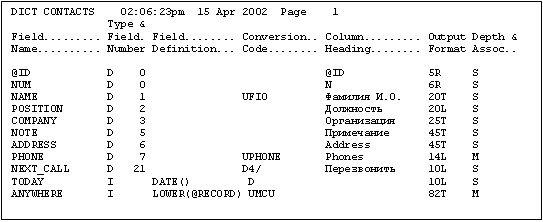 DICT CONTACTS    02:06:23pm  15 Apr 2002  Page    1
Type &
Field......... Field. Field........ Conversion.. Column......... Output Depth &
Name.......... Number Definition... Code........ Heading........ Format Assoc..
@ID            D    0                            @ID             5R     S
NUM            D    0                            N               6R     S
NAME           D    1               UFIO         Фамилия И.О.    20T    S
POSITION       D    2                            Должность       20L    S
COMPANY        D    3                            Организация     25T    S
NOTE           D    5                            Примечание      45T    S
ADDRESS        D    6                            Address         45T    S
PHONE          D    7               UPHONE       Phones          14L    M
NEXT_CALL      D   21               D4/          Перезвонить     10L    S
TODAY          I      DATE()         D                           10L    S
ANYWHERE       I      LOWER(@RECORD) UMCU                        82T    M